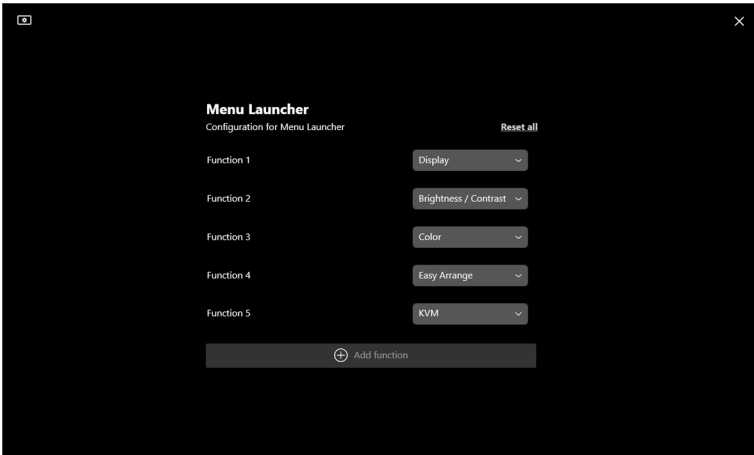 Menu Launcher
Configuration for Menu Launcher Reset all
Function 1 Display
Function 2 Brightness / Contrast
Function 3 Color
Function 4 Easy Arrange
Function 5 KVM
Add function